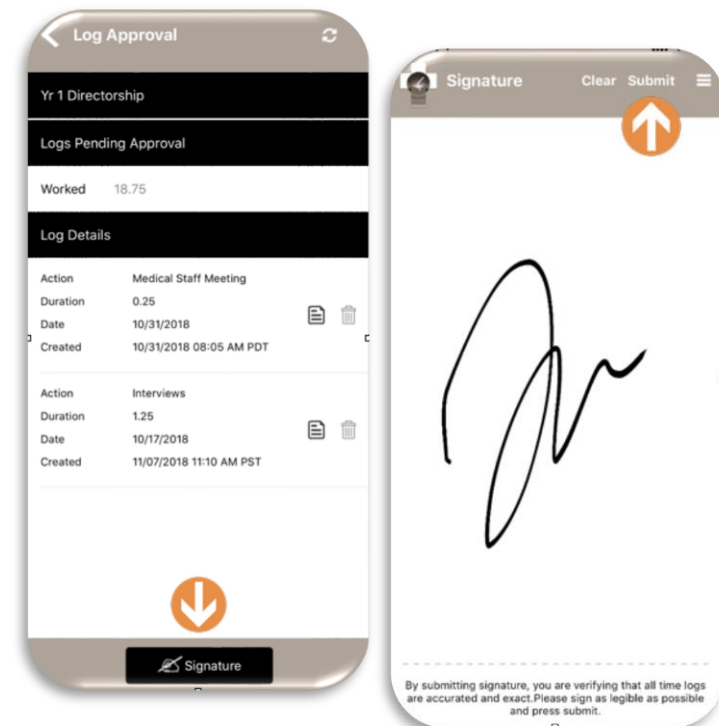 Log Approval
Yr 1 Directorship
Logs Pending Approval
Worked 18.75
Log Details
Action Medical Staff Meeting
Duration 0.25
Date 10/31/2018
Created 10/31/2018 08:05 AM PDT
Action Interviews
Duration 1.25
Date 10/17/2018
Created 11/07/2018 11:10 AM PST
Signature
Signature Clear Submit
By submitting signature, you are verifying that all time logs
are accurated and exact.Please sign as legible as possible
and press submit.